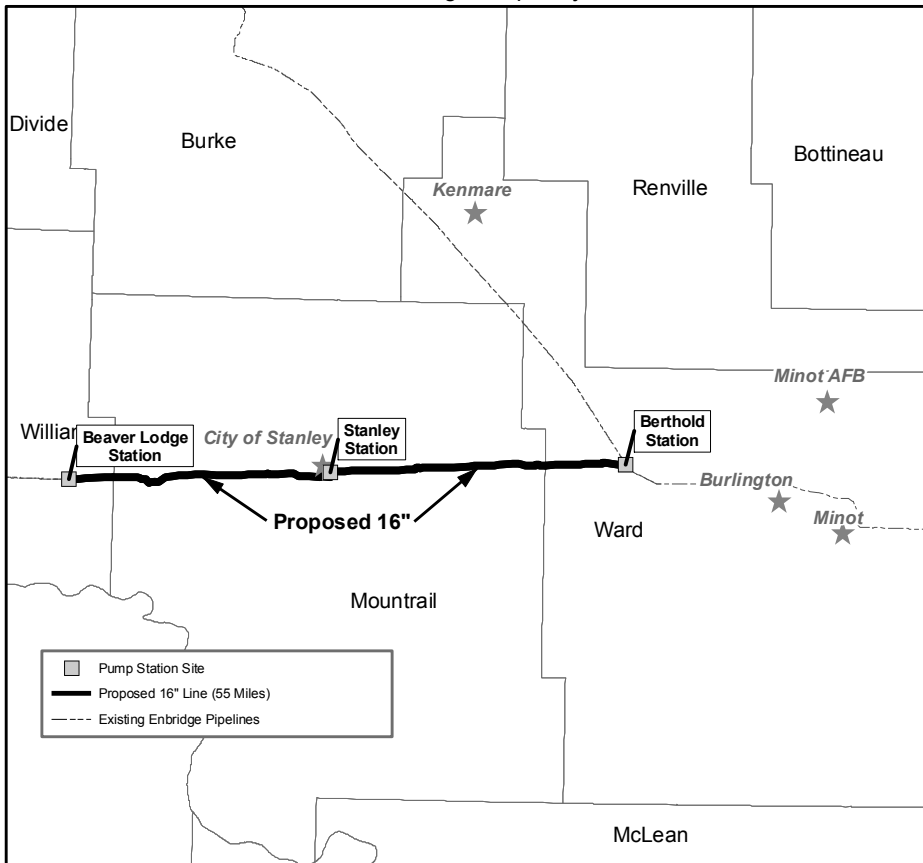 Divide
Burke
Bottineau
Renville
Kenmare
Minot AFB
Berthold
Station
Stanley
Station
City of Stanley
Beaver Lodge
Station
Burlington
Minot
Proposed 16"
Ward
Mountrail
Pump Station Site
Proposed 16" Line (55 Miles)
Existing Enbridge Pipelines
McLean